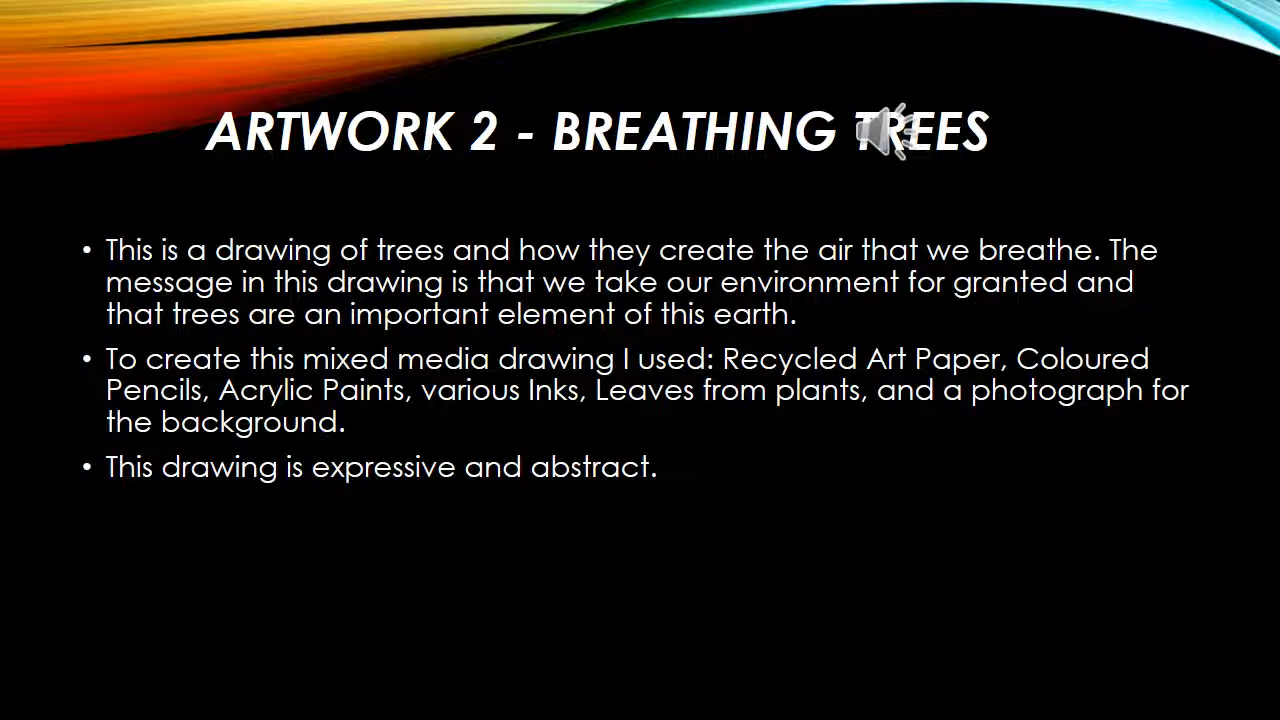 ARTWORK 2 - BREATHING TREES
• This is a drawing of trees and how they create the air that we breathe. The
message in this drawing is that we take our environment for granted and
that trees are an important element of this earth.
• To create this mixed media drawing I used: Recycled Art Paper, Coloured
Pencils, Acrylic Paints, various Inks, Leaves from plants, and a photograph for
the background.
• This drawing is expressive and abstract.